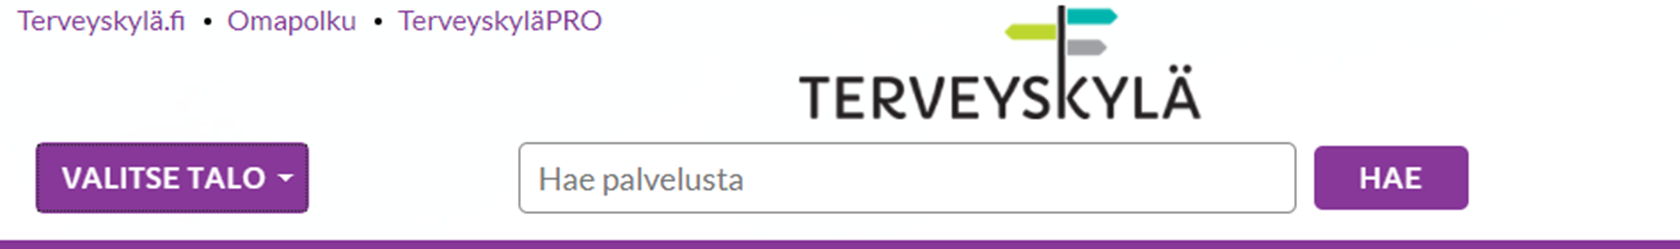 Terveyskylä.fi • Omapolku • TerveyskyläPRO
TERVEYSKYLÄ
VALITSE TALO
Hae palvelusta
HAE